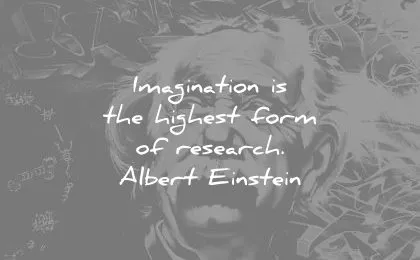 Imagination is
the highest form
of research.
Albert Einstein